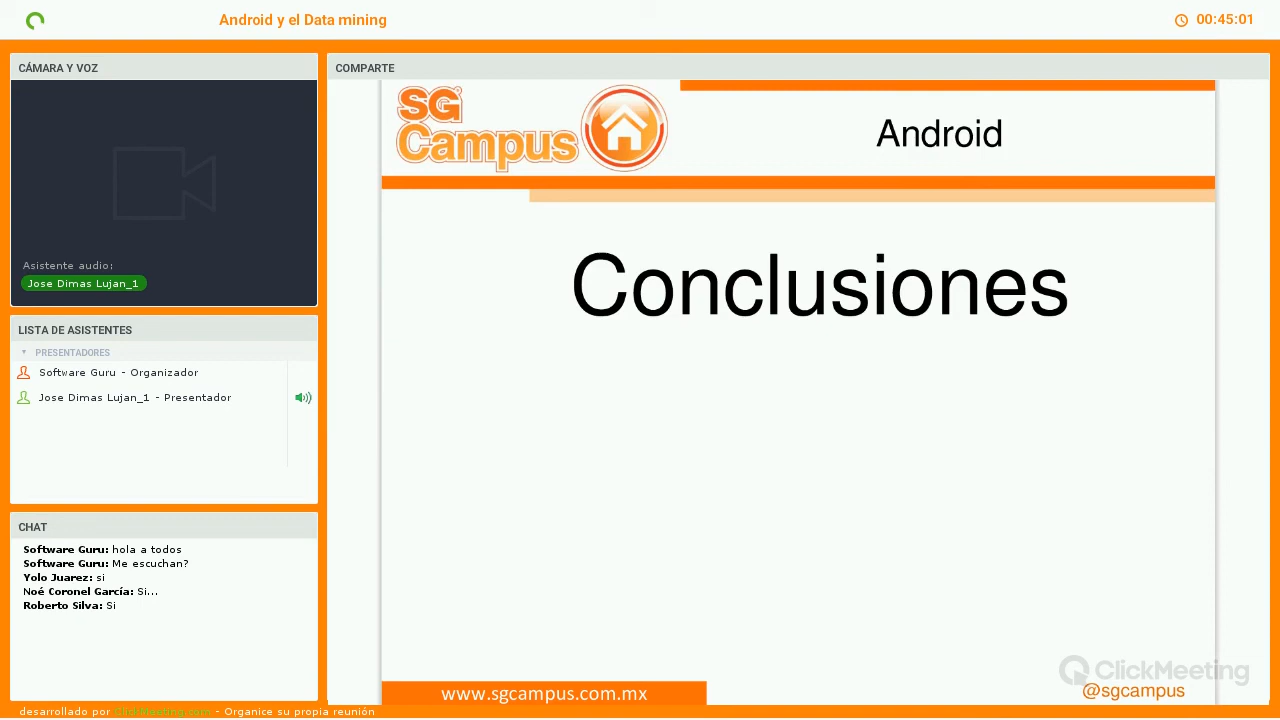 Android y el Data mining
00:45:01
CÁMARA Y VOZ
Asistente audio:
Jose Dimas Lujan_1
LISTA DE ASISTENTES
PRESENTADORES
Software Guru - Organizador
Jose Dimas Lujan_1 - Presentador
CHAT
Software Guru: hola a todos
Software Guru: Me escuchan?
Yolo Juarez: si
Noé Coronel García: Si...
Roberto Silva: Si
desarrollado por ClickMeeting.com - Organice su propia reunión
COMPARTE
SG
Campus
Android
Conclusiones
www.sgcampus.com.mx
ClickMeeting
@sgcampus